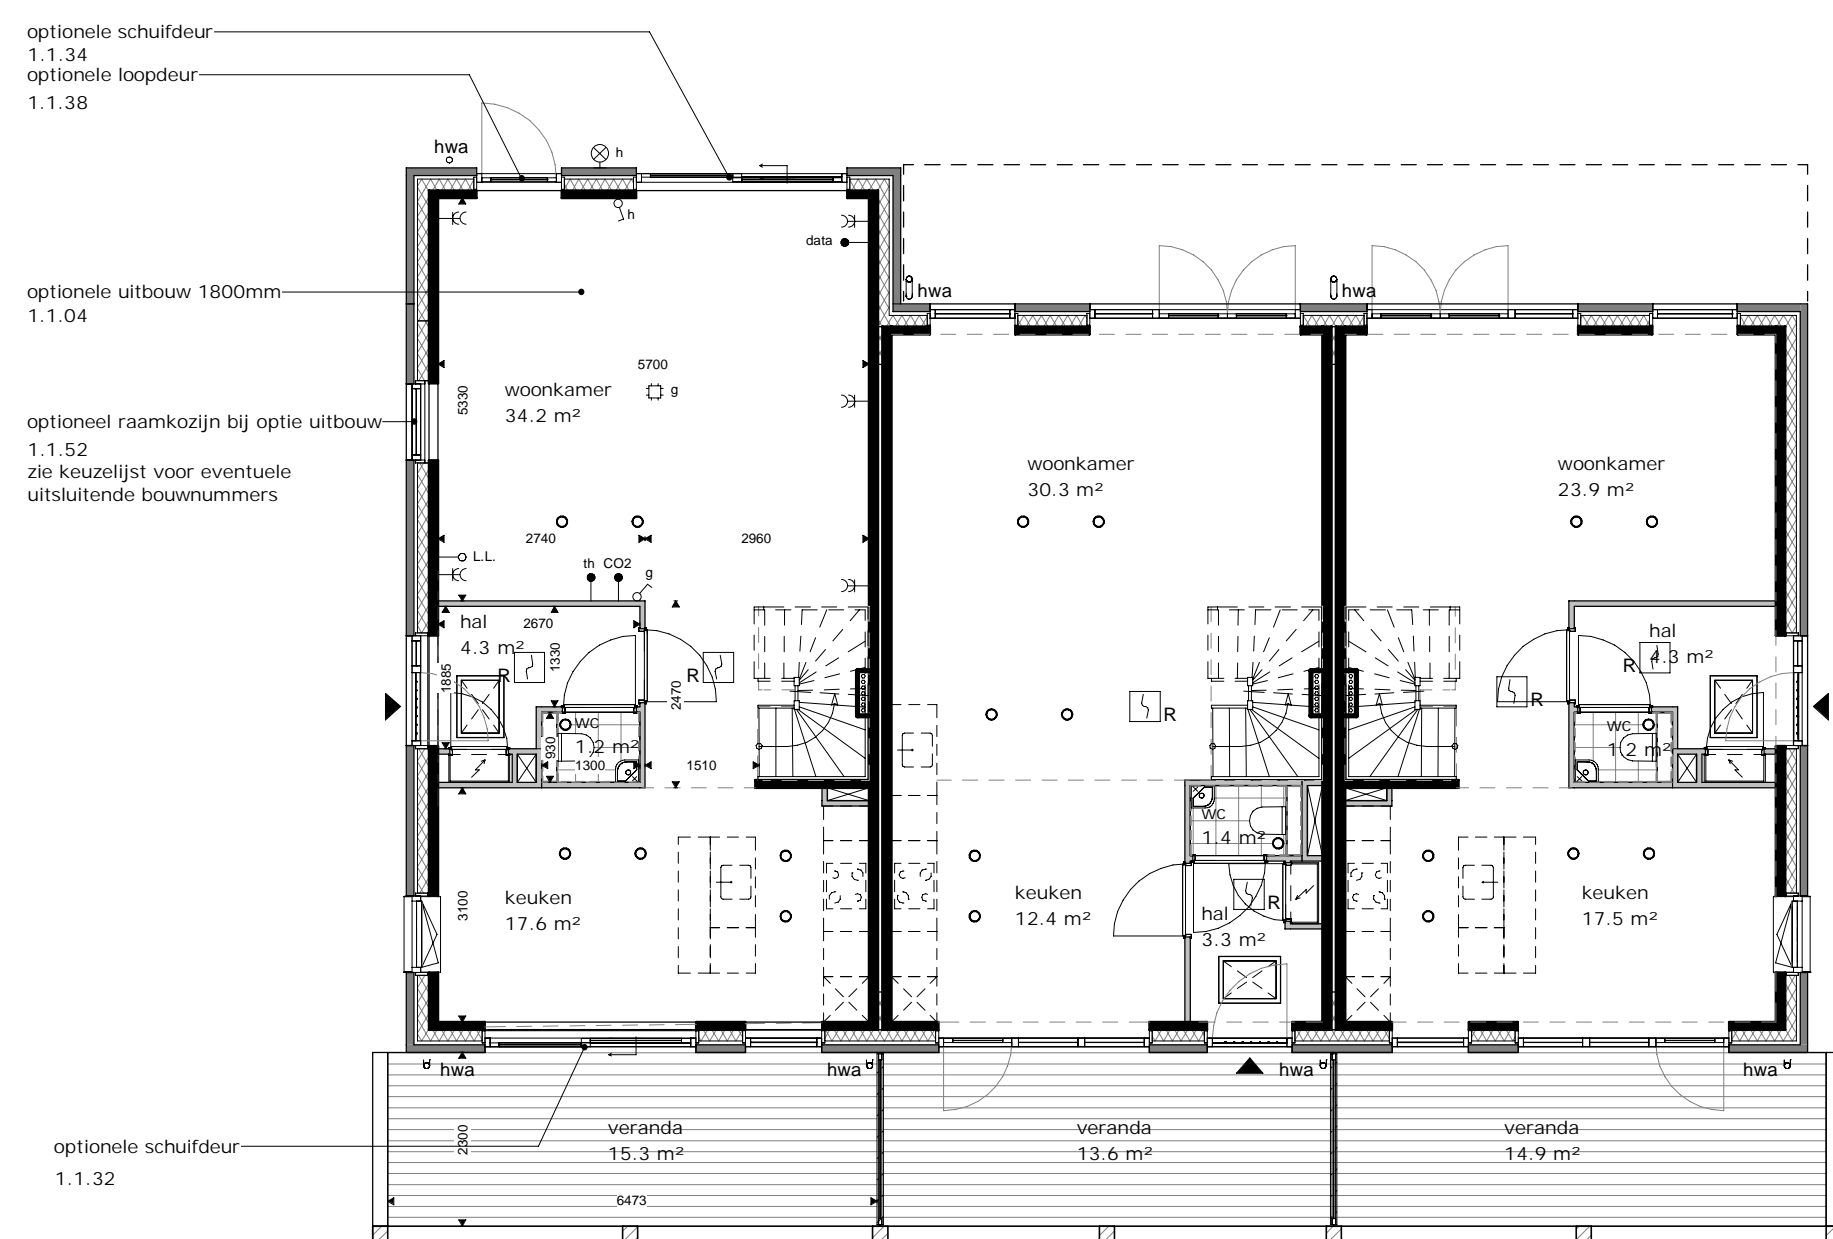 optionele schuifdeur
1.1.34
optionele loopdeur
1.1.38
hwa
h
h
data
optionele uitbouw 1800mm
1.1.04
hwa
hwa
5700
5330
woonkamer
34.2 m²
g
optioneel raamkozijn bij optie uitbouw
1.1.52
zie keuzelijst voor eventuele
uitsluitende bouwnummers
woonkamer
30.3 m²
woonkamer
23.9 m²
2740
2960
L.L.
th
CO2
g
hal
4.3 m²
2670
1330
1885
R
R
2470
wc
1.2 m²
930
1300
1510
R
R
R
hal
4.3 m²
wc
1.2 m²
wc
1.4 m²
keuken
17.6 m²
3100
keuken
12.4 m²
hal
3.3 m²
R
keuken
17.5 m²
hwa
hwa
hwa
hwa
veranda
15.3 m²
2300
6473
veranda
13.6 m²
veranda
14.9 m²
optionele schuifdeur
1.1.32